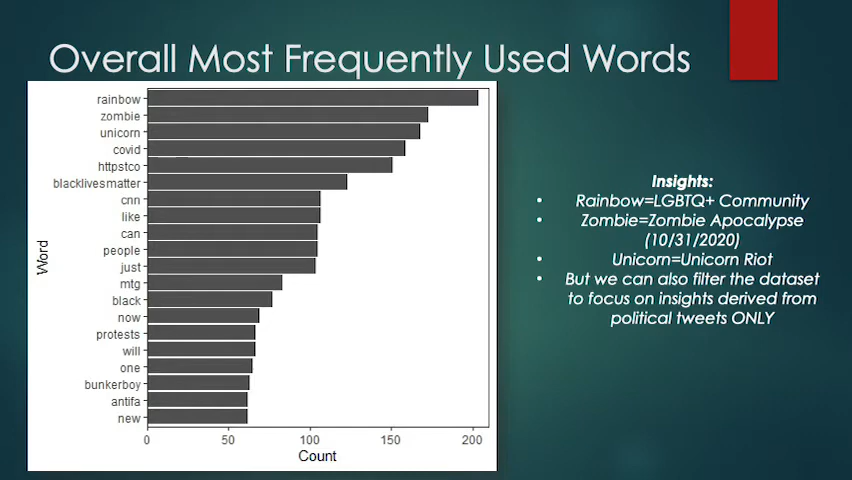 Overall Most Frequently Used Words
rainbow
zombie
unicorn
covid
httpstco
blacklivesmatter
cnn
like
can
people
just
mtg
black
now
protests
will
one
bunkerboy
antifa
new
Word
0 50 100 150 200
Count
Insights:
• Rainbow=LGBTQ+ Community
• Zombie=Zombie Apocalypse
(10/31/2020)
• Unicorn=Unicorn Riot
• But we can also filter the dataset
to focus on insights derived from
political tweets ONLY